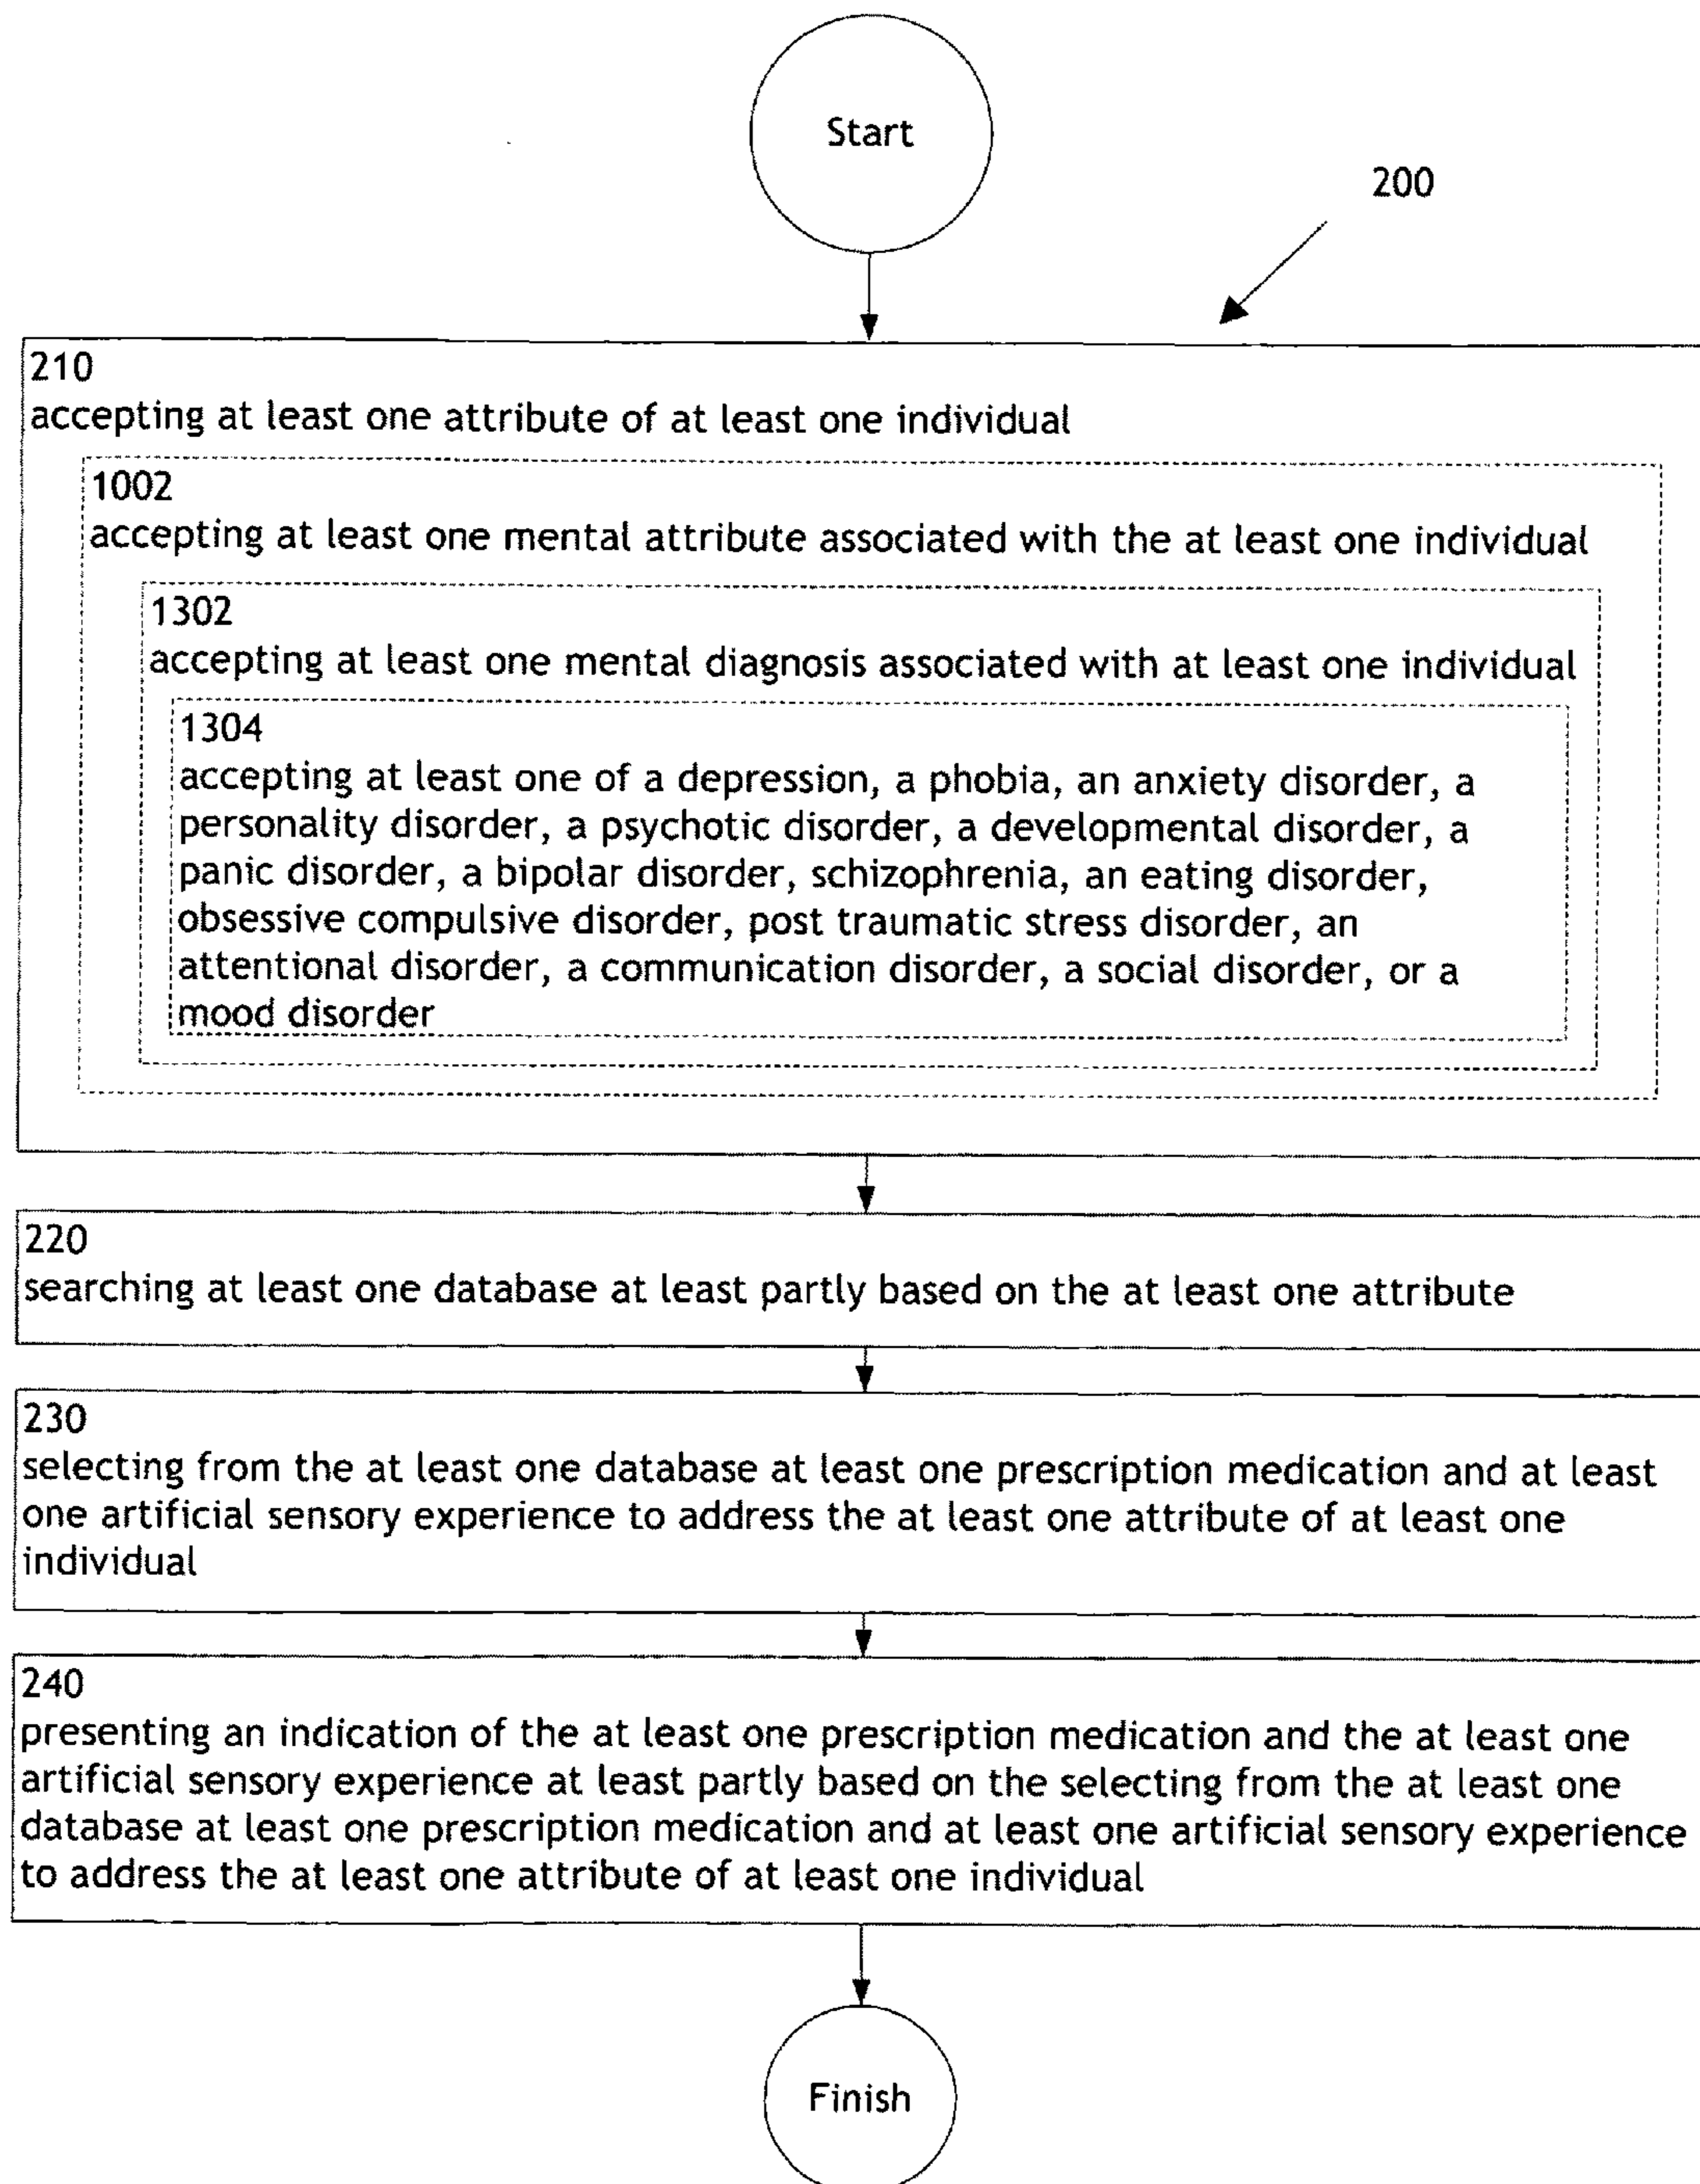 Start
200
210
accepting at least one attribute of at least one individual
1002
accepting at least one mental attribute associated with the at least one individual
1302
accepting at least one mental diagnosis associated with at least one individual
1304
accepting at least one of a depression, a phobia, an anxiety disorder, a
personality disorder, a psychotic disorder, a developmental disorder, a
panic disorder, a bipolar disorder, schizophrenia, an eating disorder,
obsessive compulsive disorder, post traumatic stress disorder, an
attentional disorder, a communication disorder, a social disorder, or a
mood disorder
220
searching at least one database at least partly based on the at least one attribute
230
selecting from the at least one database at least one prescription medication and at least
one artificial sensory experience to address the at least one attribute of at least one
individual
240
presenting an indication of the at least one prescription medication and the at least one
artificial sensory experience at least partly based on the selecting from the at least one
database at least one prescription medication and at least one artificial sensory experience
to address the at least one attribute of at least one individual
Finish